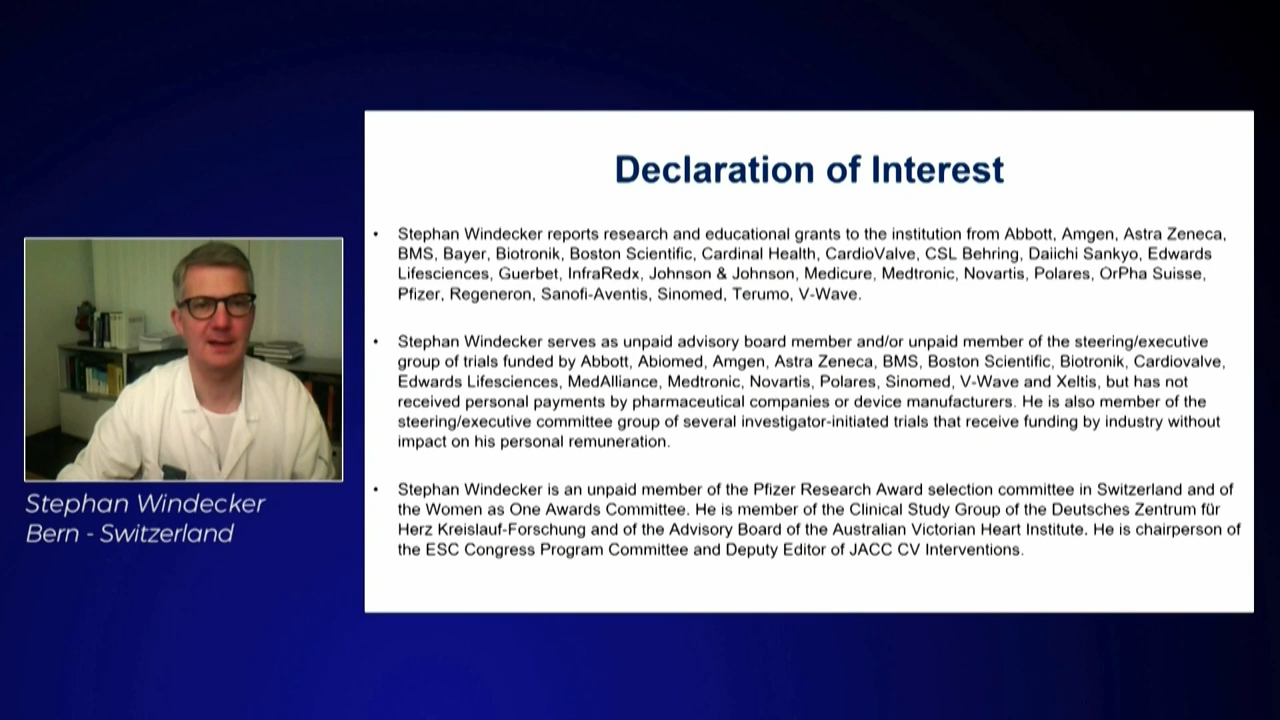 Declaration of Interest
• Stephan Windecker reports research and educational grants to the institution from Abbott, Amgen, Astra Zeneca,
BMS, Bayer, Biotronik, Boston Scientific, Cardinal Health, CardioValve, CSL Behring, Daiichi Sankyo, Edwards
Lifesciences, Guerbet, InfraRedx, Johnson & Johnson, Medicure, Medtronic, Novartis, Polares, OrPha Suisse,
Pfizer, Regeneron, Sanofi-Aventis, Sinomed, Terumo, V-Wave.
• Stephan Windecker serves as unpaid advisory board member and/or unpaid member of the steering/executive
group of trials funded by Abbott, Abiomed, Amgen, Astra Zeneca, BMS, Boston Scientific, Biotronik, Cardiovalve,
Edwards Lifesciences, MedAlliance, Medtronic, Novartis, Polares, Sinomed, V-Wave and Xeltis, but has not
received personal payments by pharmaceutical companies or device manufacturers. He is also member of the
steering/executive committee group of several investigator-initiated trials that receive funding by industry without
impact on his personal remuneration.
• Stephan Windecker is an unpaid member of the Pfizer Research Award selection committee in Switzerland and of
the Women as One Awards Committee. He is member of the Clinical Study Group of the Deutsches Zentrum für
Herz Kreislauf-Forschung and of the Advisory Board of the Australian Victorian Heart Institute. He is chairperson of
the ESC Congress Program Committee and Deputy Editor of JACC CV Interventions.
Stephan Windecker
Bern - Switzerland